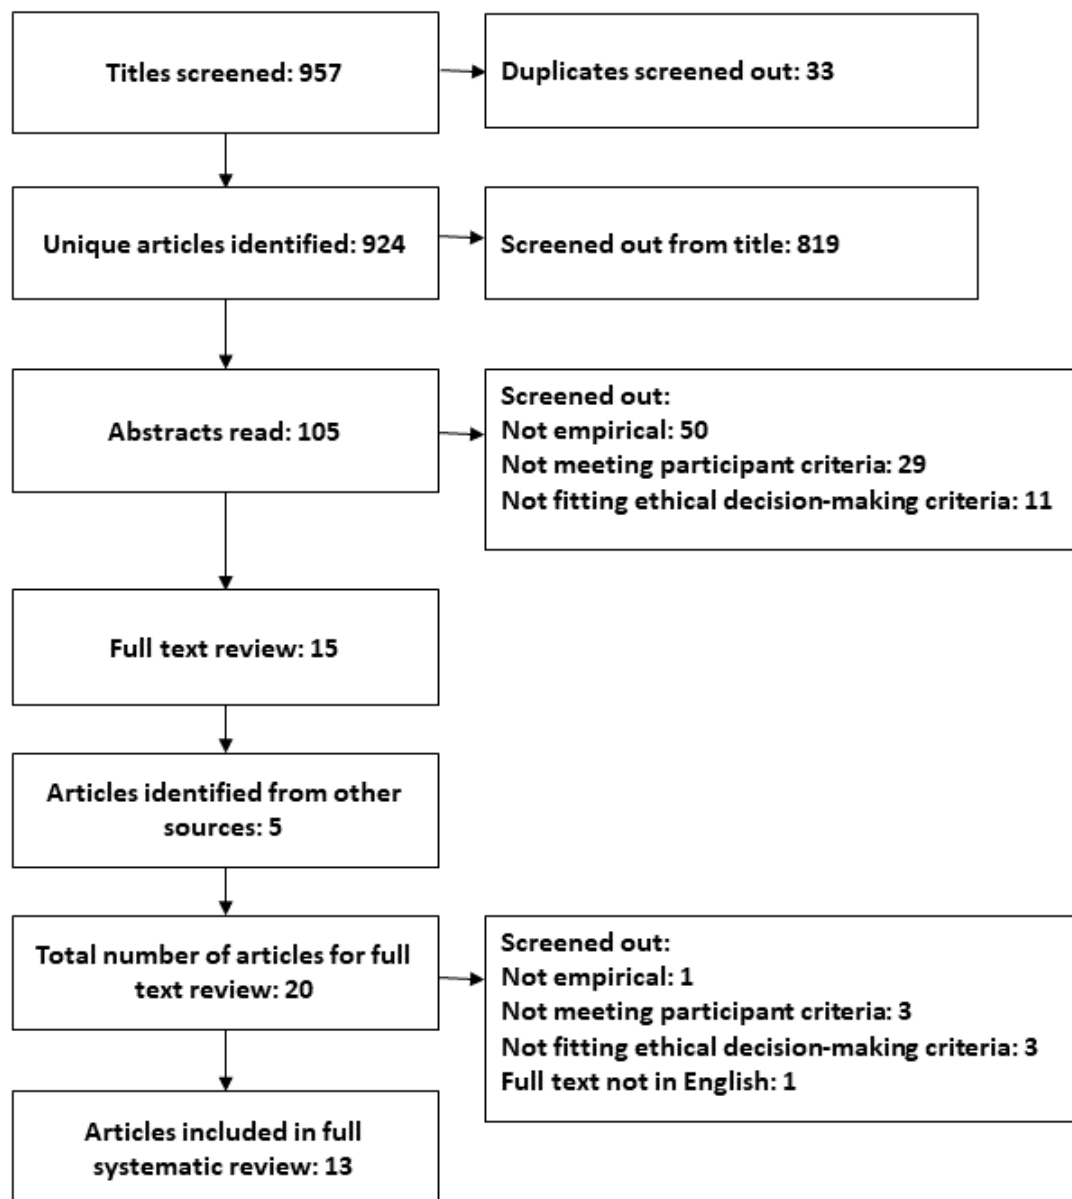 Titles screened: 957
Duplicates screened out: 33
Unique articles identified: 924
Screened out from title: 819
Abstracts read: 105
Screened out:
Not empirical: 50
Not meeting participant criteria: 29
Not fitting ethical decision-making criteria: 11
Full text review: 15
Articles identified from other
sources: 5
Total number of articles for full
text review: 20
Screened out:
Not empirical: 1
Not meeting participant criteria: 3
Not fitting ethical decision-making criteria: 3
Full text not in English: 1
Articles included in full
systematic review: 13